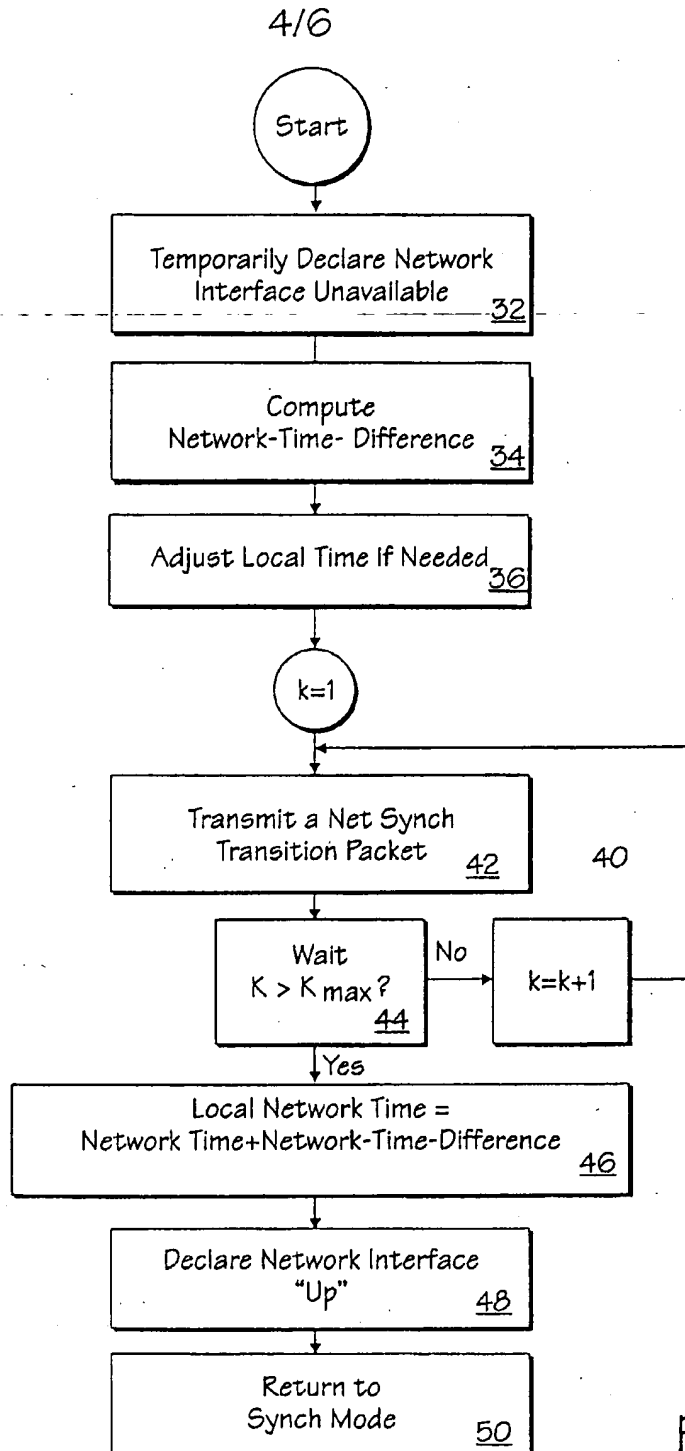 4/6
Start
Temporarily Declare Network
Interface Unavailable
32
Compute
Network-Time- Difference
34
Adjust Local Time If Needed
36
k=1
Transmit a Net Synch
Transition Packet
42
40
Wait
K > K max ?
44
No
k=k+1
Yes
Local Network Time =
Network Time+Network-Time-Difference
46
Declare Network Interface
"Up"
48
Return to
Synch Mode
50